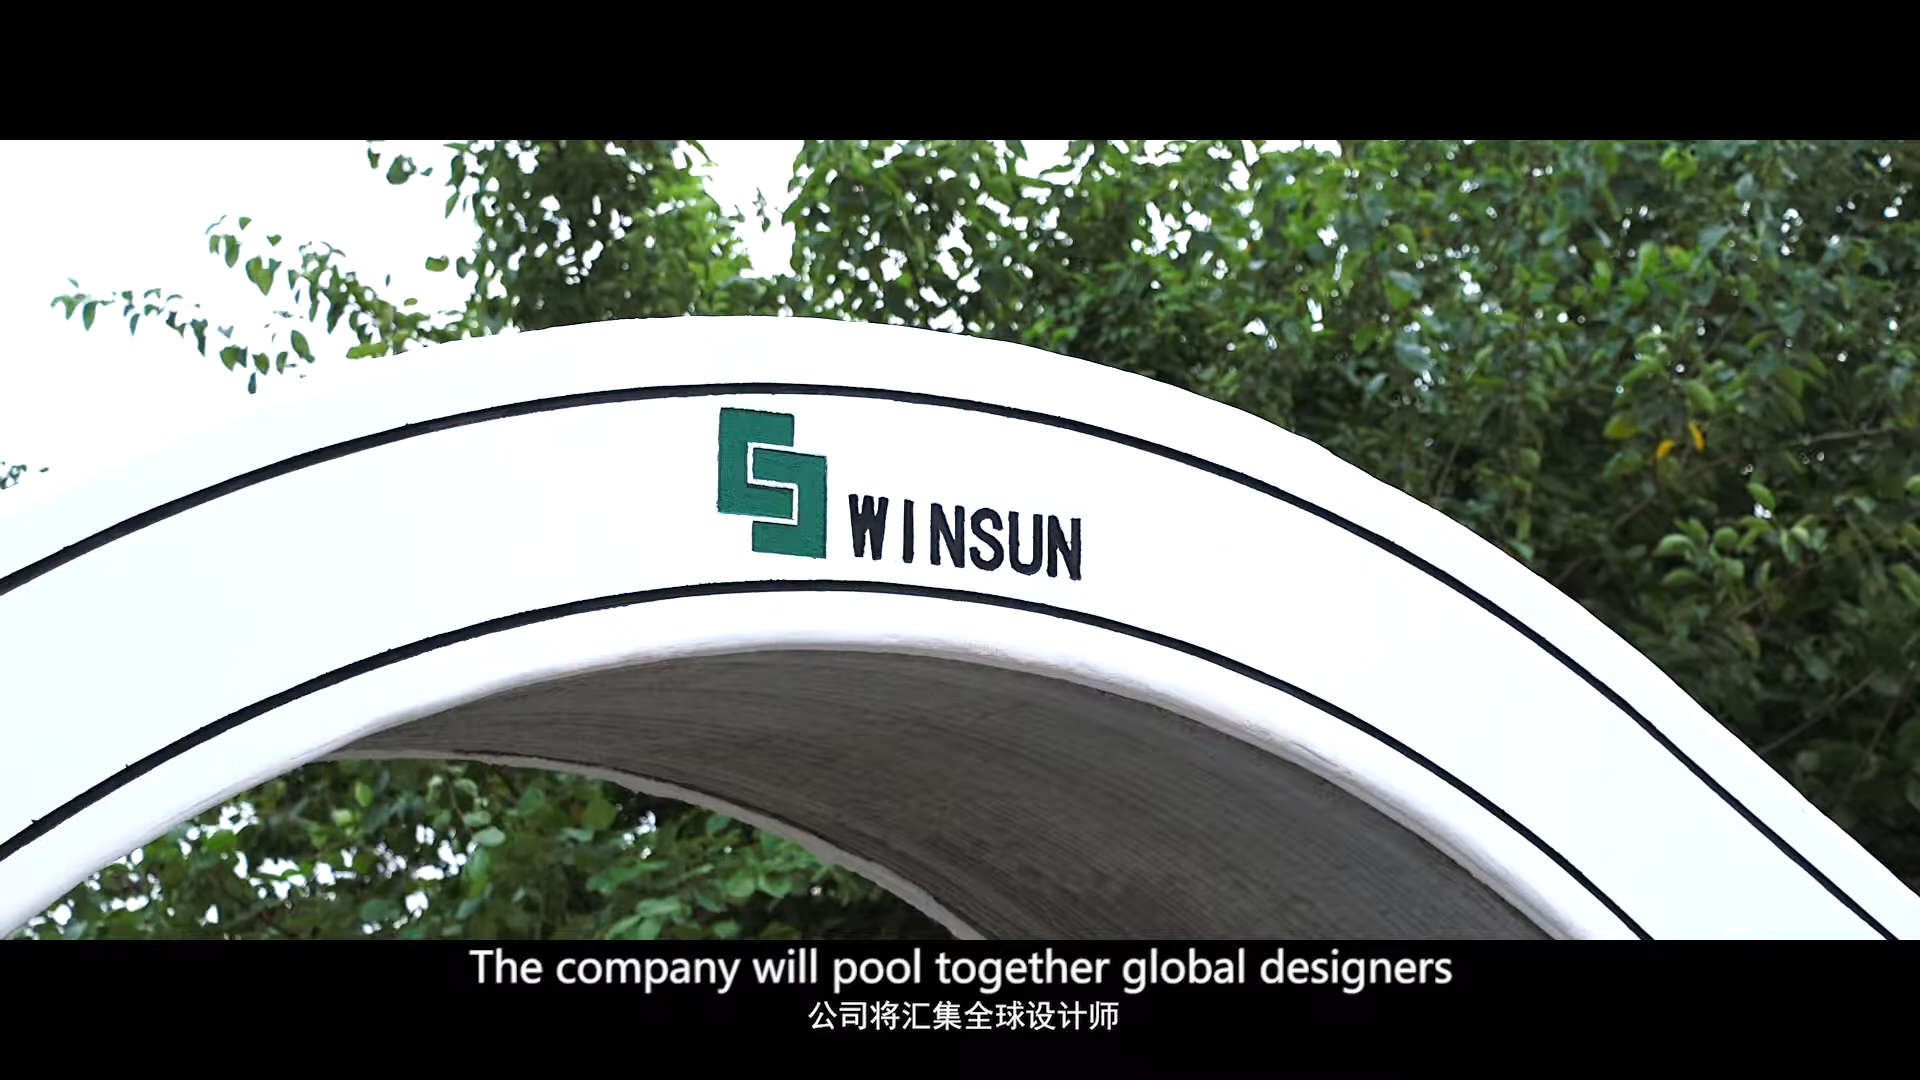 WINSUN
The company will pool together global designers
公司将汇集全球设计师